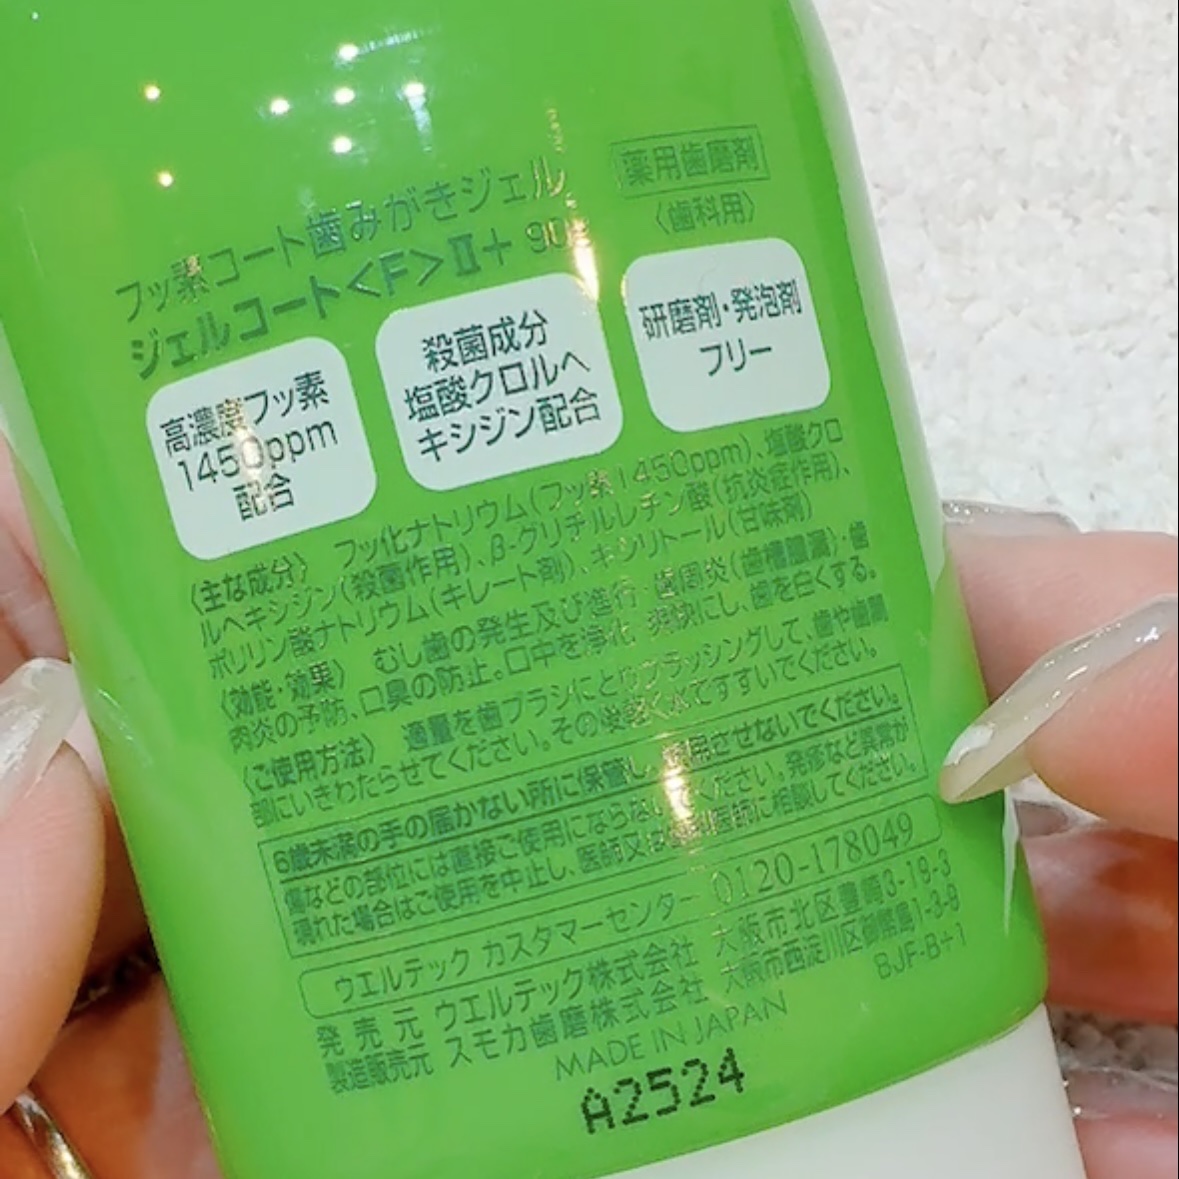 薬用歯磨剤
〈歯科用〉
フッ素コート歯みがきジェル
ジェルコート<F>Ⅱ+ 90g
高濃度フッ素
1450ppm
配合
殺菌成分
塩酸クロルヘ
キシジン配合
研磨剤・発泡剤
フリー
〈主な成分〉 フッ化ナトリウム(フッ素1450ppm)、塩酸クロ
ルヘキシジン(殺菌作用)、β-グリチルレチン酸(抗炎症作用)、
ポリリン酸ナトリウム(キレート剤)、キシリトール(甘味剤)
〈効能・効果〉 むし歯の発生及び進行・歯周炎(歯槽膿漏)・歯
肉炎の予防、口臭の防止。口中を浄化・爽快にし、歯を白くする。
〈ご使用方法〉 適量を歯ブラシにとりブラッシングして、歯や歯間
部にいきわたらせてください。その後軽く水ですすいでください。
6歳未満の手の届かない所に保管し、使用させないでください。
傷などの部位には直接ご使用にならないでください。発疹など異常が
現れた場合はご使用を中止し、医師又は歯科医師に相談してください。
ウエルテック カスタマーセンター 0120-178049
発売元 ウエルテック株式会社 大阪市北区豊崎3-19-3
製造販売元 スモカ歯磨株式会社 大阪市西淀川区御幣島1-3-8
BJF-B+1
MADE IN JAPAN
A2524